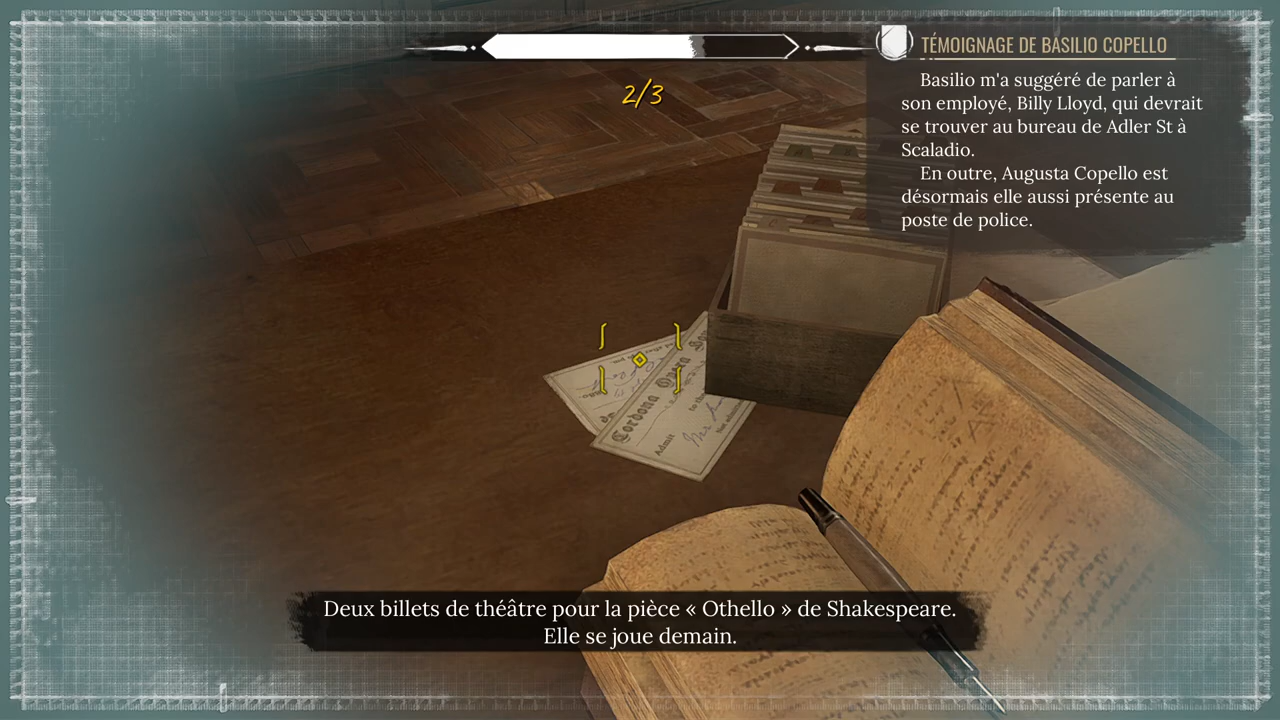 2/3
TÉMOIGNAGE DE BASILIO COPELLO
Basilio m'a suggéré de parler à
son employé, Billy Lloyd, qui devrait
se trouver au bureau de Adler St à
Scaladio.
En outre, Augusta Copello est
désormais elle aussi présente au
poste de police.
Cordona Opera
Admit
Deux billets de théâtre pour la pièce « Othello » de Shakespeare.
Elle se joue demain.